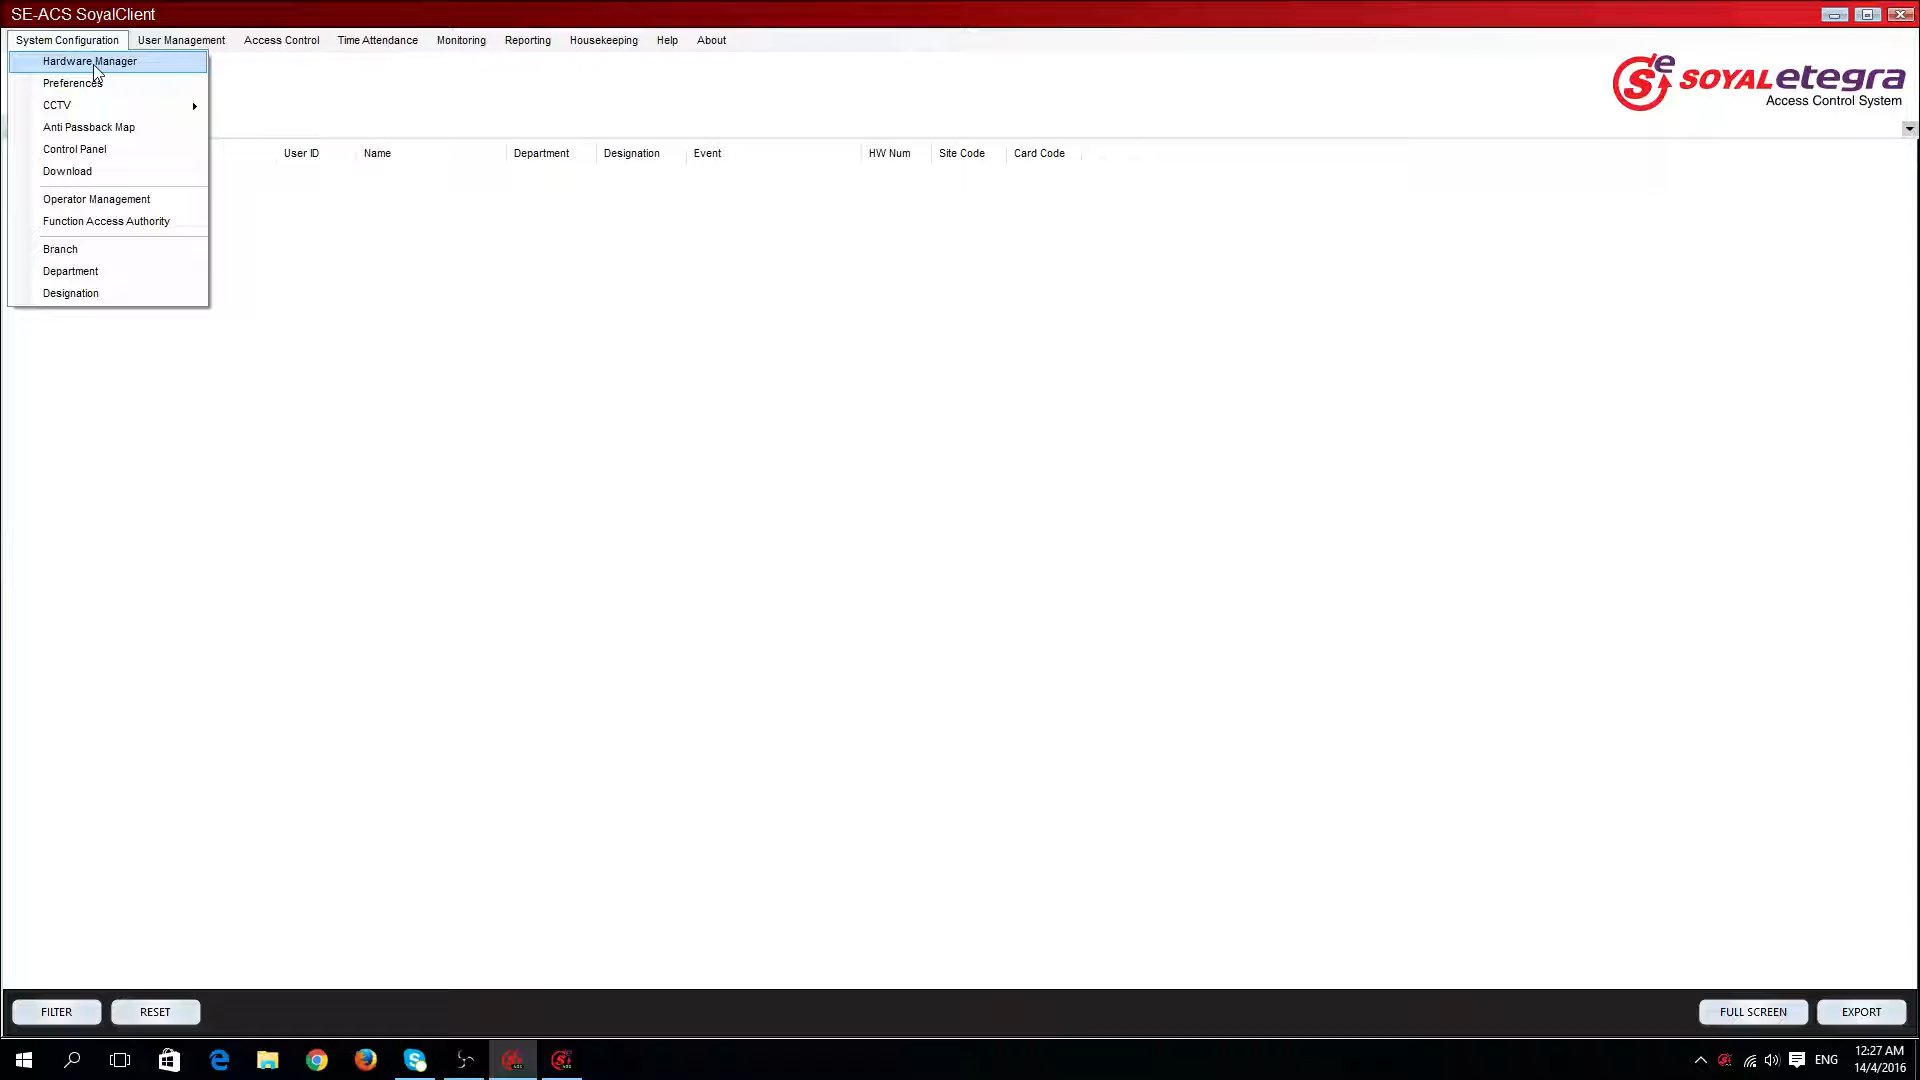 SE-ACS SoyalClient
System Configuration User Management Access Control Time Attendance Monitoring Reporting Housekeeping Help About
Hardware Manager
Preferences
CCTV
Anti Passback Map
Control Panel
Download
Operator Management
Function Access Authority
Branch
Department
Designation
Se SOYALetegra
Access Control System
User ID Name Department Designation Event HW Num Site Code Card Code
FILTER RESET FULL SCREEN EXPORT
ENG 12:27 AM
14/4/2016